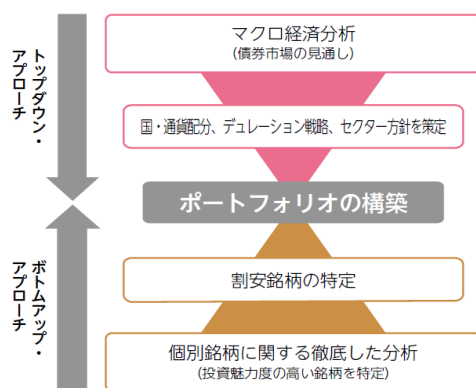 トップダウン・
アプローチ
マクロ経済分析
(債券市場の見通し)
国・通貨配分、デュレーション戦略、セクター方針を策定
ポートフォリオの構築
ボトムアップ・
アプローチ
割安銘柄の特定
個別銘柄に関する徹底した分析
(投資魅力度の高い銘柄を特定)